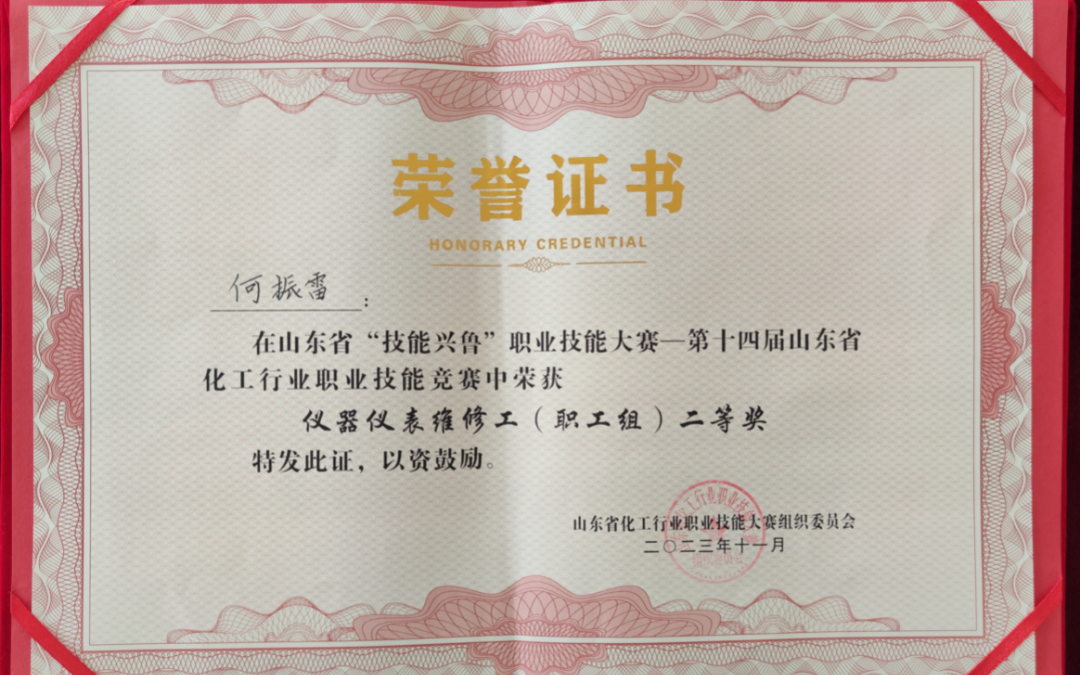 荣誉证书
HONORARY CREDENTIAL
何振雷：
在山东省“技能兴鲁”职业技能大赛—第十四届山东省
化工行业职业技能竞赛中荣获
仪器仪表维修工（职工组）二等奖
特发此证，以资鼓励。
山东省化工行业职业技能大赛组织委员会
二〇二三年十一月